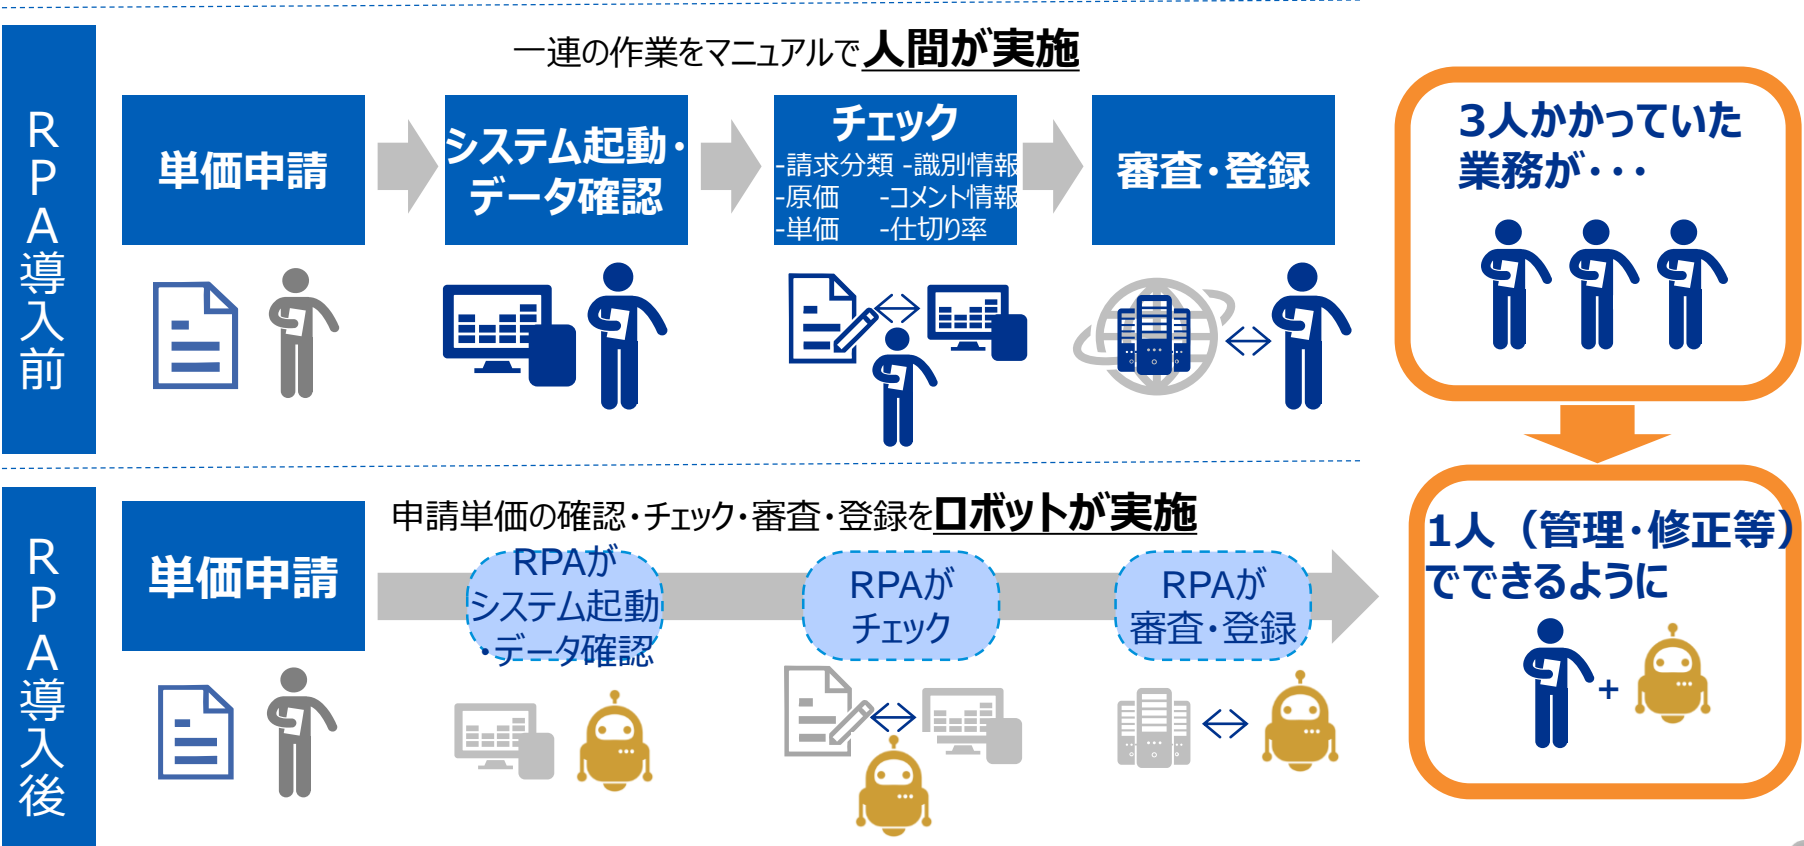 RPA導入前
一連の作業をマニュアルで人間が実施
単価申請
システム起動・
データ確認
チェック
-請求分類 -識別情報
-原価 -コメント情報
-単価 -仕切り率
審査・登録
3人かかっていた
業務が・・・
RPA導入後
申請単価の確認・チェック・審査・登録をロボットが実施
単価申請
RPAが
システム起動
・データ確認
RPAが
チェック
RPAが
審査・登録
1人（管理・修正等）
でできるように
+